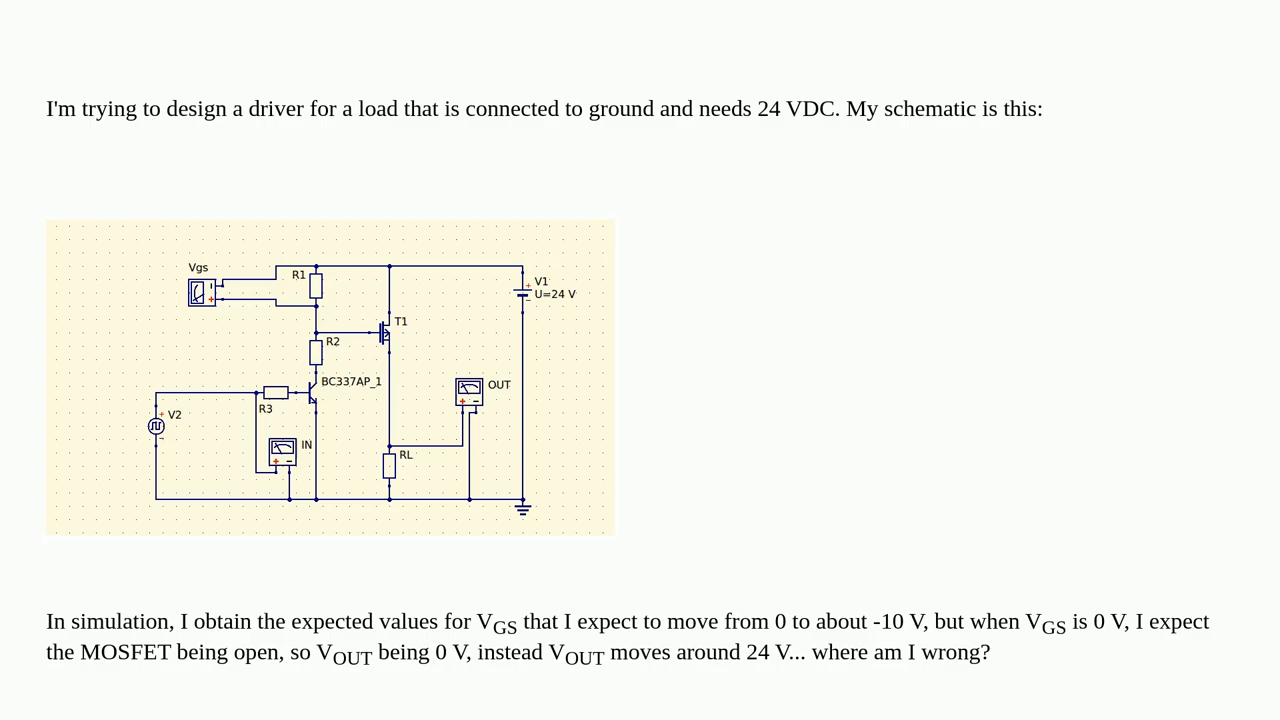 I'm trying to design a driver for a load that is connected to ground and needs 24 VDC. My schematic is this:
Vgs
R1
V1
U=24 V
T1
R2
BC337AP_1
OUT
R3
V2
IN
RL
In simulation, I obtain the expected values for VGS that I expect to move from 0 to about -10 V, but when VGS is 0 V, I expect
the MOSFET being open, so VOUT being 0 V, instead VOUT moves around 24 V... where am I wrong?